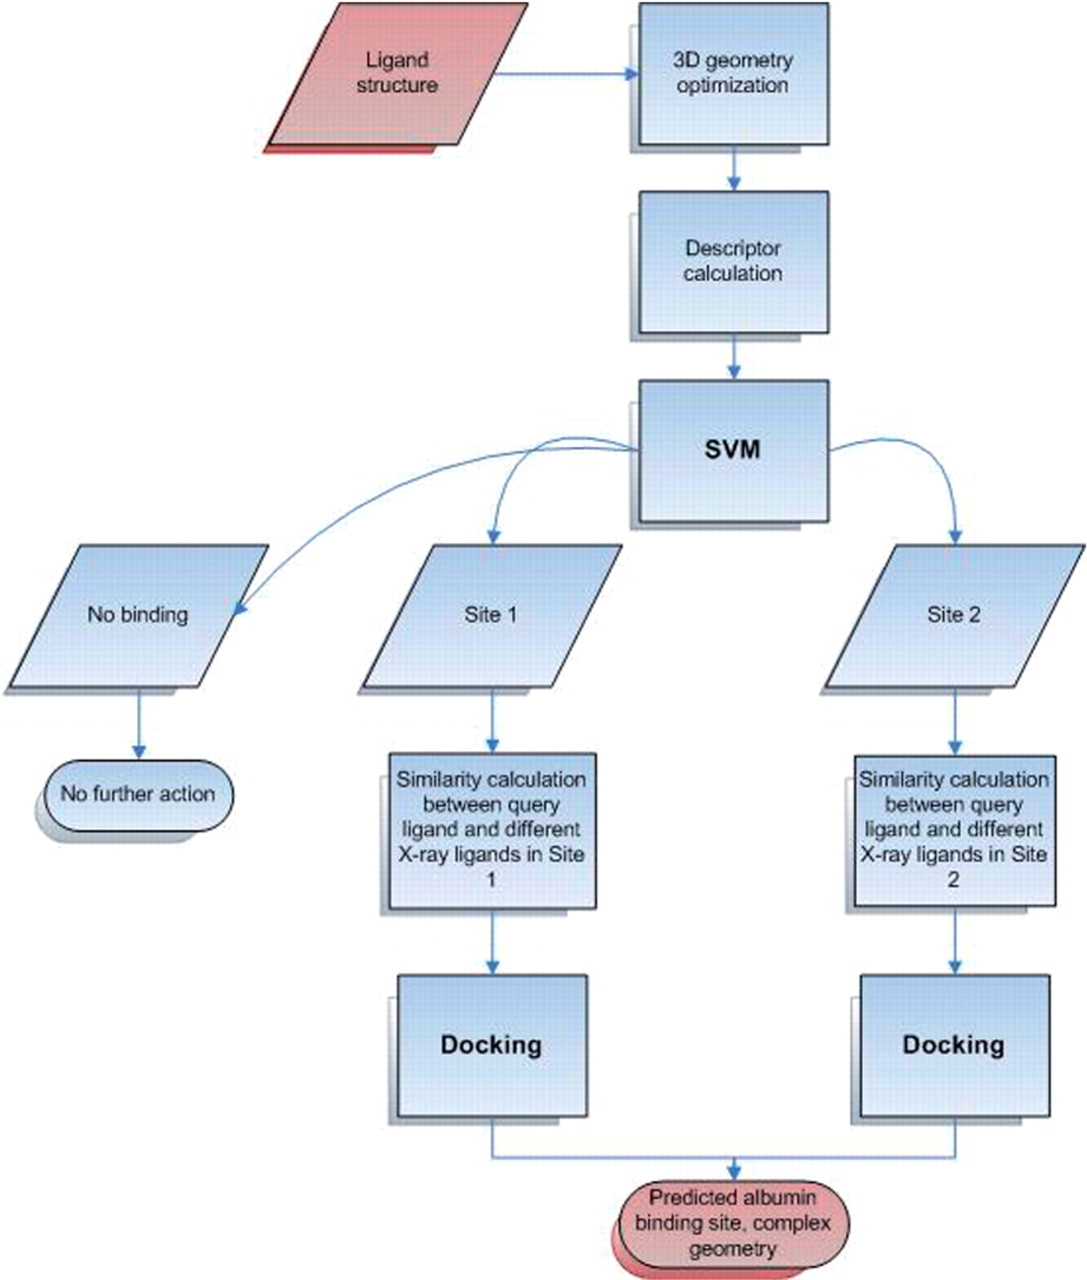 Ligand
structure
3D geometry
optimization
Descriptor
calculation
SVM
No binding
Site 1
Site 2
No further action
Similarity calculation
between query
ligand and different
X-ray ligands in Site
1
Similarity calculation
between query
ligand and different
X-ray ligands in Site
2
Docking
Docking
Predicted albumin
binding site, complex
geometry